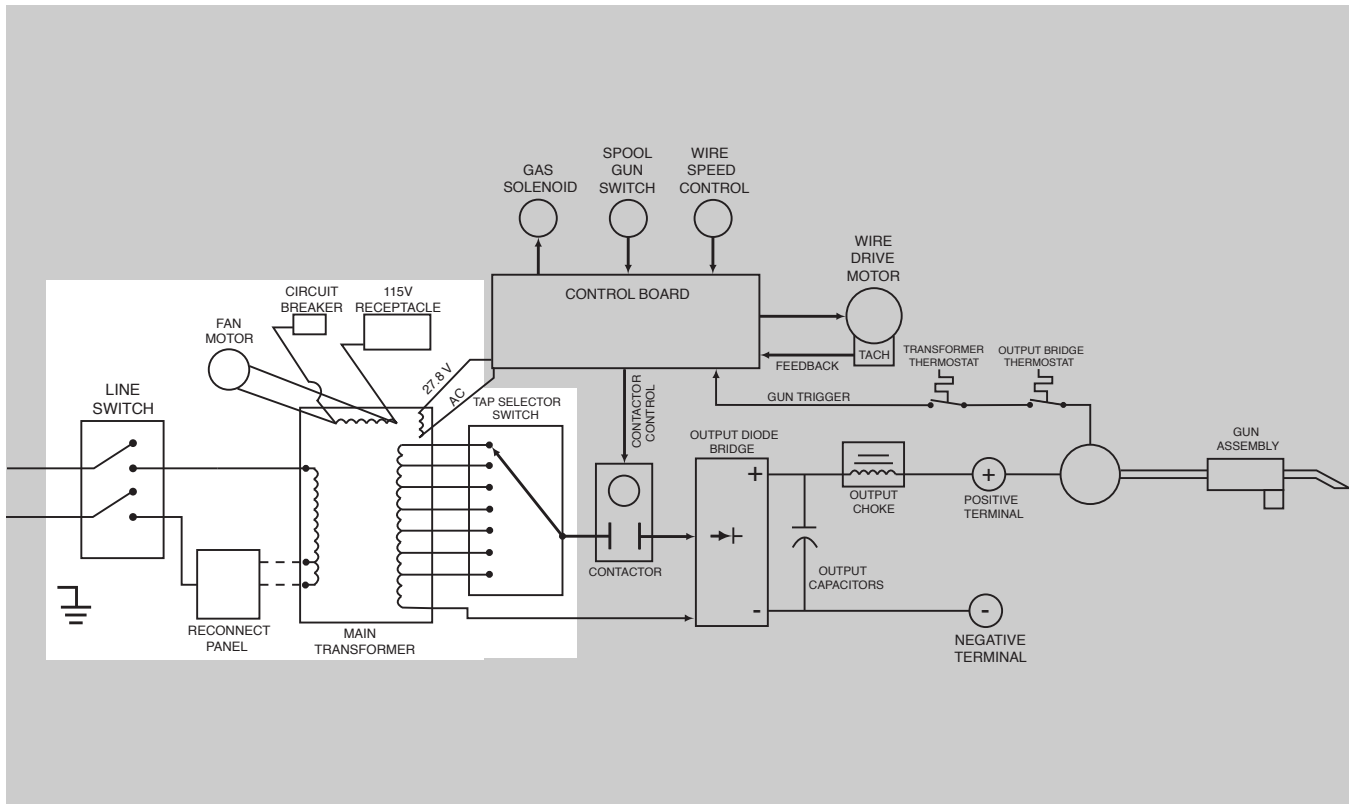 GAS
SOLENOID
SPOOL
GUN
SWITCH
WIRE
SPEED
CONTROL
WIRE
DRIVE
MOTOR
CONTROL BOARD
CIRCUIT
BREAKER
115V
RECEPTACLE
FAN
MOTOR
TACH
FEEDBACK
TRANSFORMER
THERMOSTAT
OUTPUT BRIDGE
THERMOSTAT
27.8 V
AC
LINE
SWITCH
TAP SELECTOR
SWITCH
CONTACTOR
CONTROL
GUN TRIGGER
OUTPUT DIODE
BRIDGE
GUN
ASSEMBLY
+
+
OUTPUT
CHOKE
POSITIVE
TERMINAL
CONTACTOR
OUTPUT
CAPACITORS
-
-
RECONNECT
PANEL
MAIN
TRANSFORMER
NEGATIVE
TERMINAL